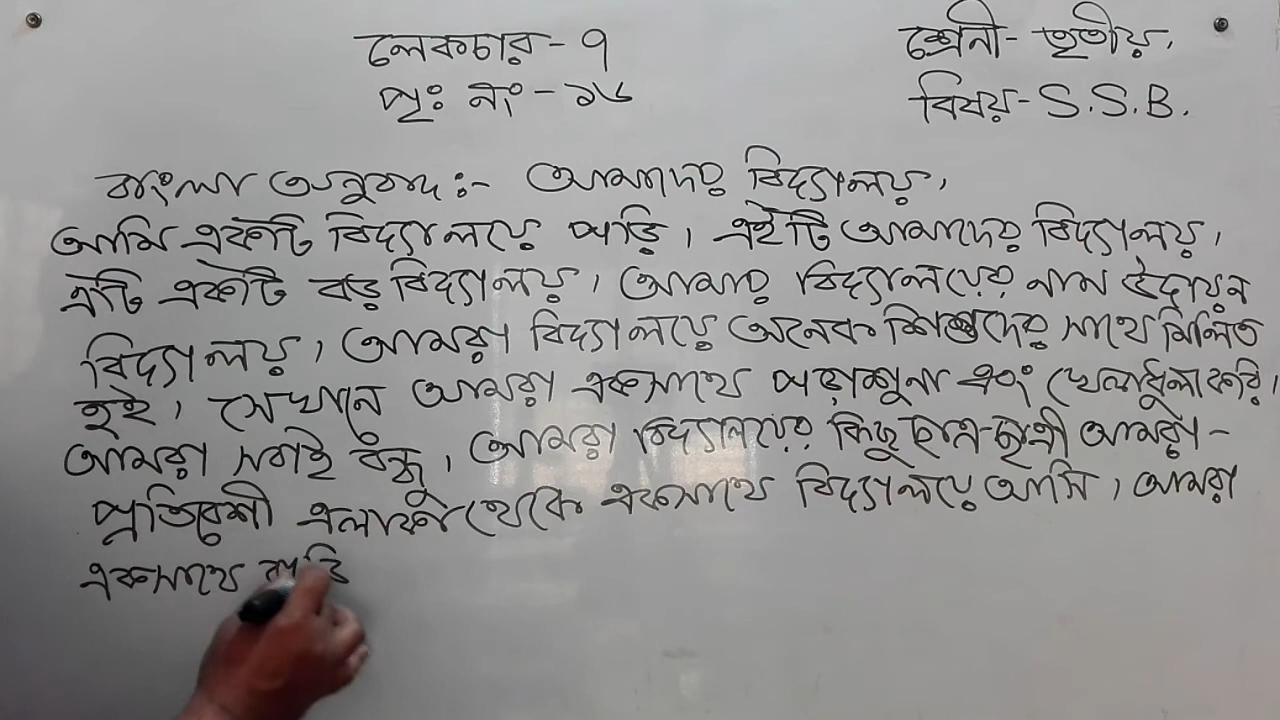 লেকচার - ৭
পৃঃ নং - ১৬
শ্রেনী - তৃতীয়,
বিষয় - S.S.B.
বাংলা অনুবাদ ঃ- আমাদের বিদ্যালয়,
আমি একটি বিদ্যালয়ে পড়ি। এইটি আমাদের বিদ্যালয়,
এটি একটি বড় বিদ্যালয়। আমার বিদ্যালয়ের নাম উদ্রায়ন
বিদ্যালয়। আমরা বিদ্যালয়ে অনেক শিশুদের সাথে মিলিত
হই। সেখানে আমরা একসাথে পড়াশুনা এবং খেলাধুলা করি।
আমরা সবাই বন্ধু। আমরা বিদ্যালয়ের কিছু ছাত্র-ছাত্রী আমরা -
প্রতিবেশী এলাকা থেকে একসাথে বিদ্যালয়ে আসি। আমরা
একসাথে পড়ি